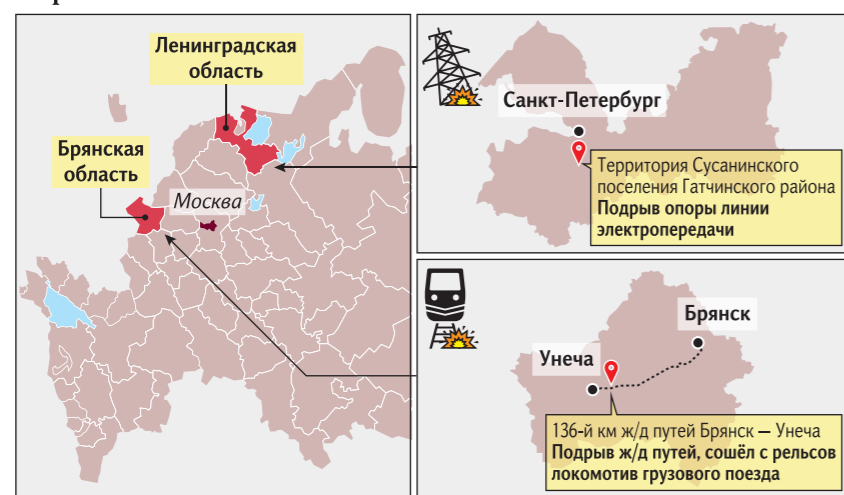 Ленинградская
область
Брянская
область
Москва
Санкт-Петербург
Территория Сусанинского
поселения Гатчинского района
Подрыв опоры линии
электропередачи
Брянск
Унеча
136-й км ж/д путей Брянск — Унеча
Подрыв ж/д путей, сошёл с рельсов
локомотив грузового поезда